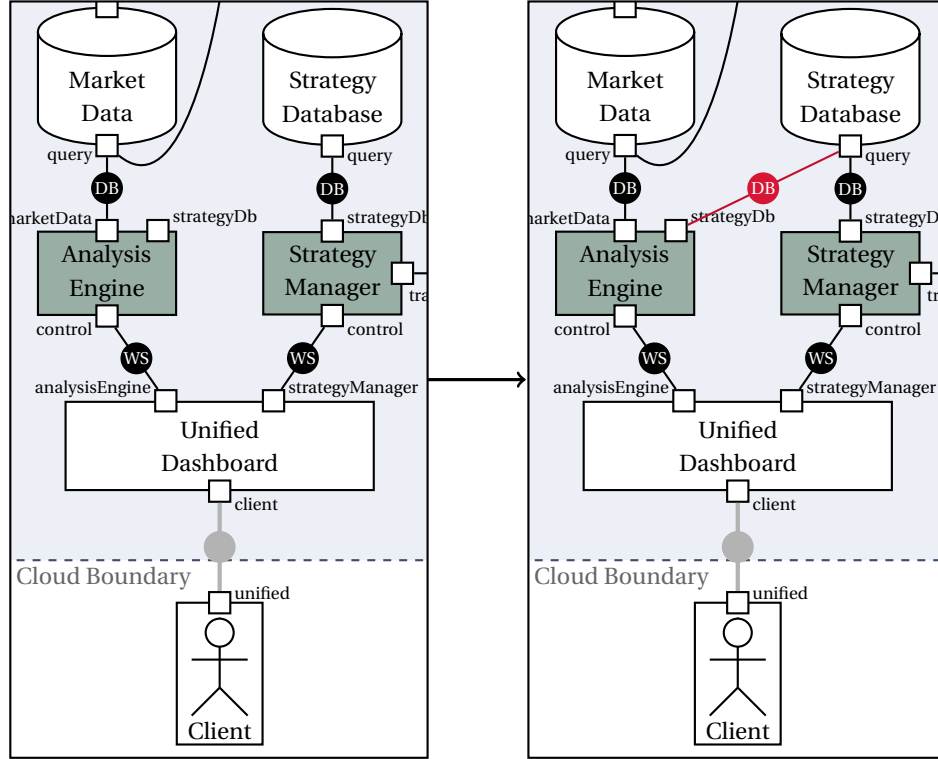 Market
Data
Strategy
Database
query
query
DB
DB
marketData
strategyDb
strategyDb
Analysis
Engine
Strategy
Manager
control
control
WS
WS
analysisEngine
strategyManager
Unified
Dashboard
client
Cloud Boundary
unified
Client
Market
Data
Strategy
Database
query
query
DB
DB
DB
marketData
strategyDb
Analysis
Engine
Strategy
Manager
control
control
WS
WS
analysisEngine
strategyManager
Unified
Dashboard
client
Cloud Boundary
unified
Client